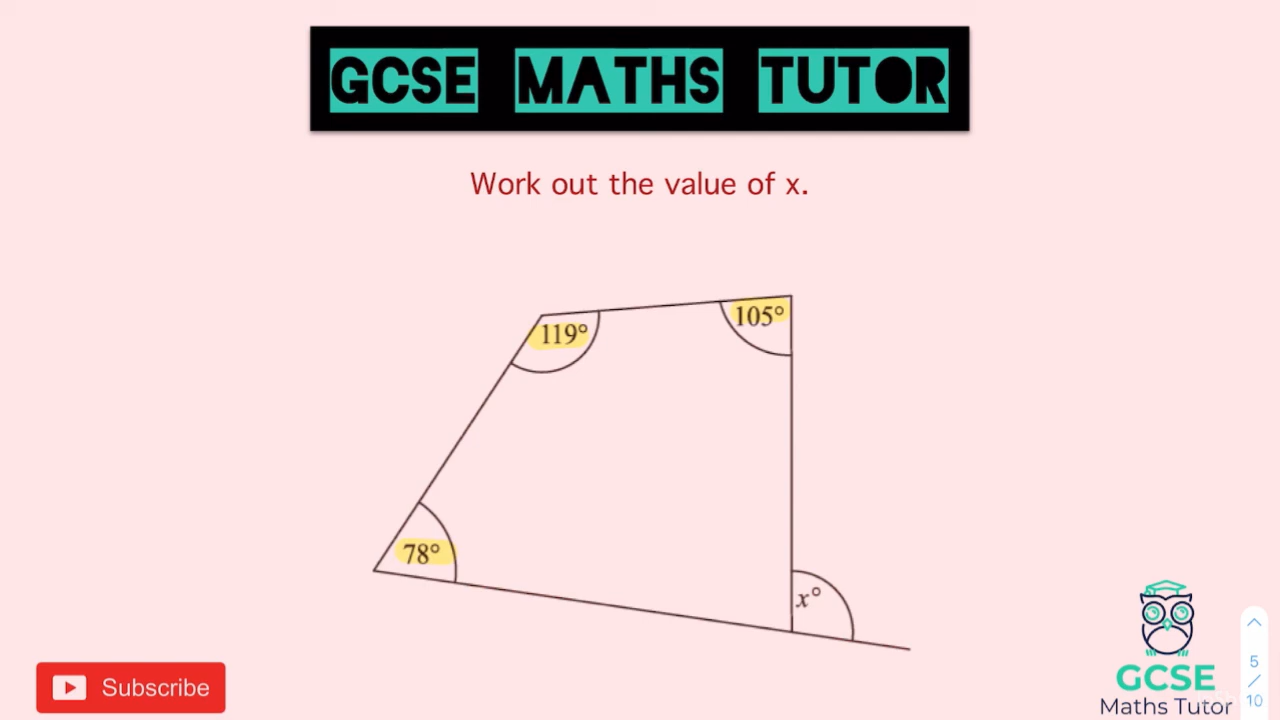 GCSE MATHS TUTOR
Work out the value of x.
119°
105°
78°
x°
Subscribe
GCSE
Maths Tutor
5
/
10